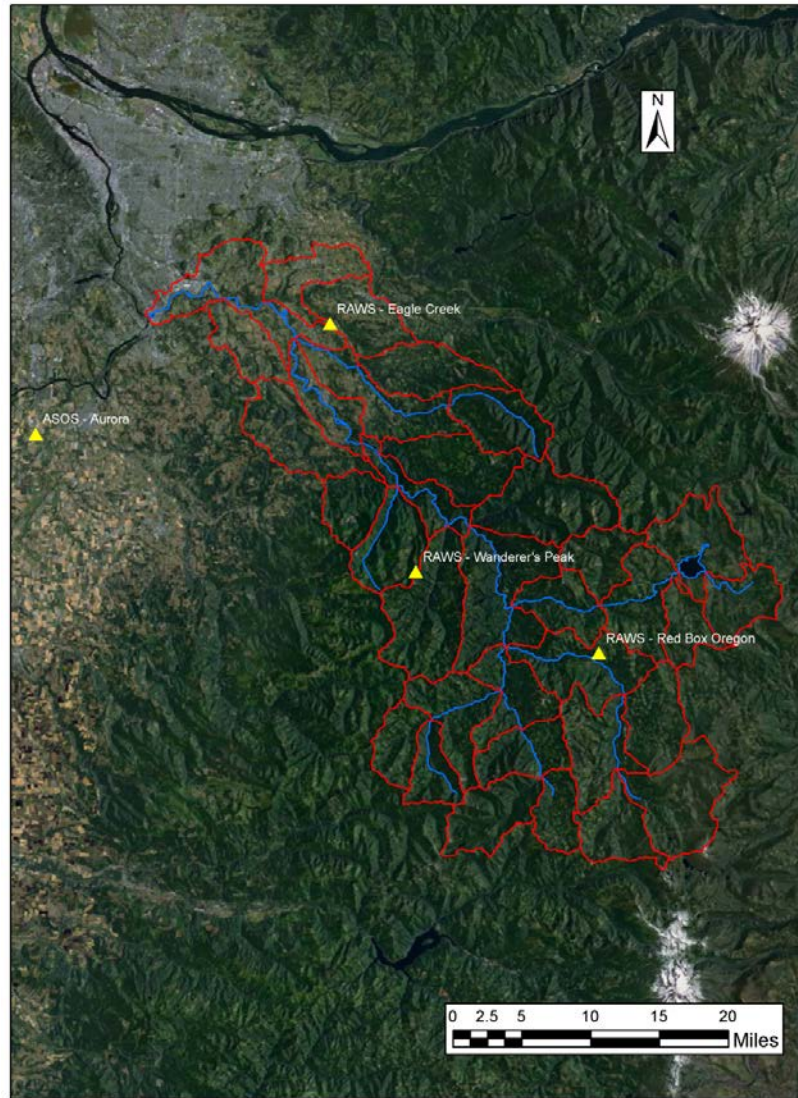 N
RAWS - Eagle Creek
ASOS - Aurora
RAWS - Wanderer's Peak
RAWS - Red Box Oregon
0 2.5 5 10 15 20
Miles